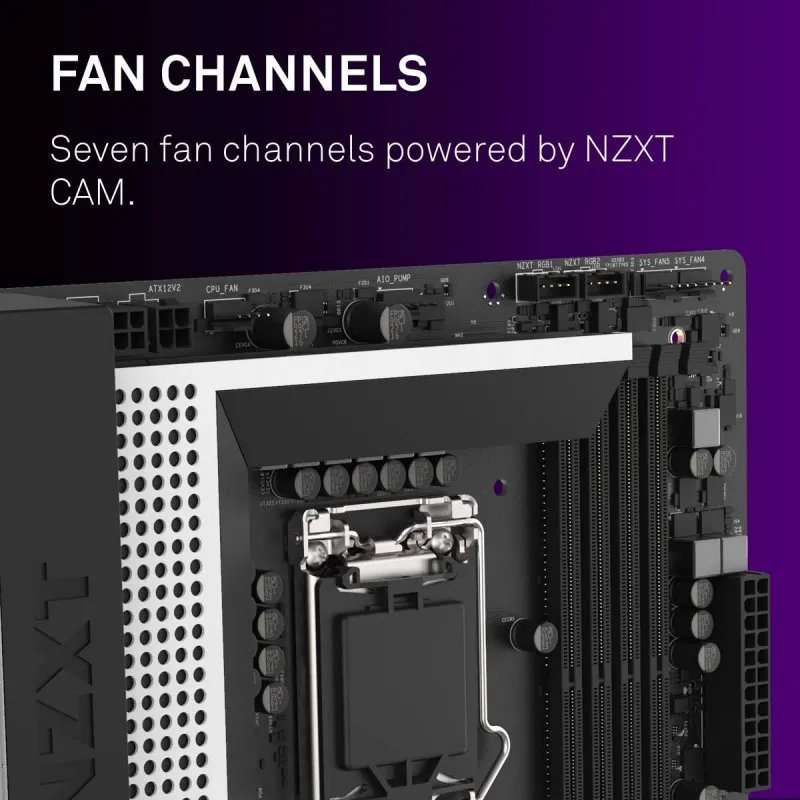 FAN CHANNELS
Seven fan channels powered by NZXT
CAM.
ATX12V2
CPU_FAN
AIO_PUMP
NZXT_RGB1
NZXT_RGB2
SYS_FAN5
SYS_FAN4
NZXT